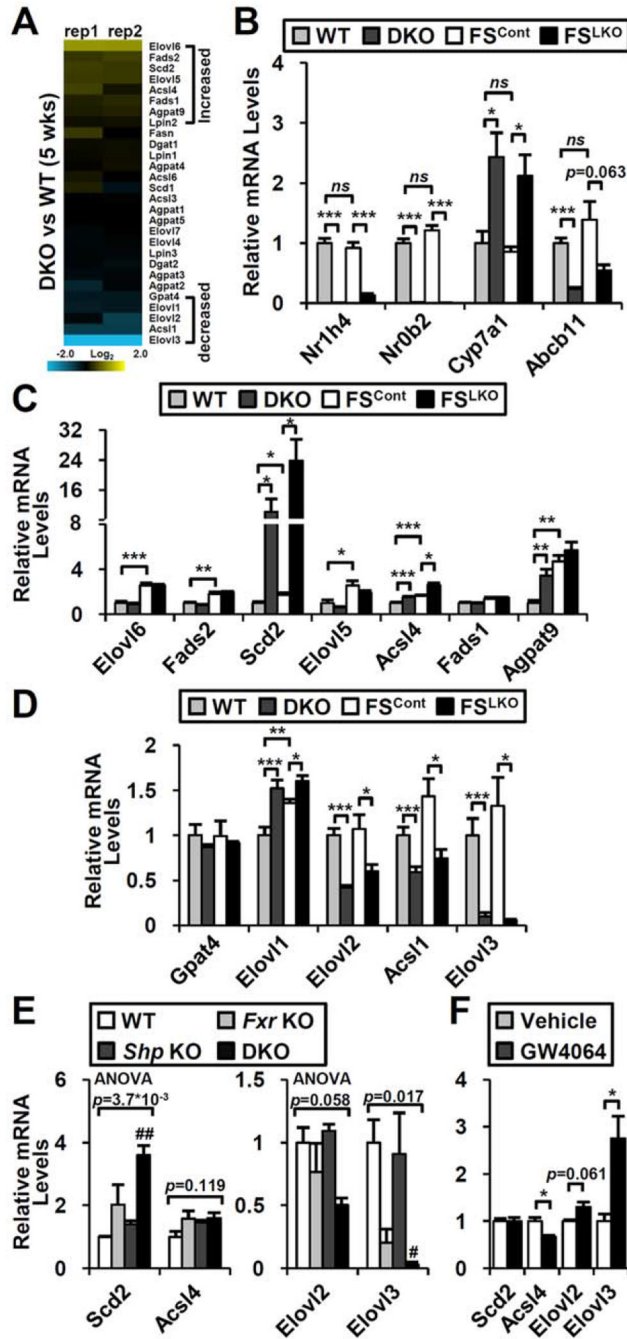 A
rep1 rep2
DKO vs WT (5 wks)
Elovl6
Fads2
Scd2
Elovl5
Acsl4
Fads1
Agpat9
Lpin2
Fasn
Dgat1
Lpin1
Agpat4
Acsl6
Scd1
Acsl3
Agpat1
Agpat5
Elovl7
Elovl4
Lpin3
Dgat2
Agpat3
Agpat2
Gpat4
Elovl1
Elovl2
Acsl1
Elovl3
Increased
decreased
-2.0 Log2 2.0
B
WT DKO FSCont FSLKO
Relative mRNA Levels
4
3
2
1
0
ns
*** ***
ns
*** ***
ns
* *
ns
p=0.063
***
Nr1h4 Nr0b2 Cyp7a1 Abcb11
C
WT DKO FSCont FSLKO
Relative mRNA
Levels
32
24
16
8
4
0
***
**
*
*
*
*
***
***
*
**
**
Elovl6 Fads2 Scd2 Elovl5 Acsl4 Fads1 Agpat9
D
WT DKO FSCont FSLKO
Relative mRNA
Levels
2
1.5
1
0.5
0
**
*** *
*** *
*** *
*** *
Gpat4 Elovl1 Elovl2 Acsl1 Elovl3
E
WT Fxr KO
Shp KO DKO
Relative mRNA
Levels
6
4
2
0
ANOVA
p=3.7*10-3
##
p=0.119
Scd2 Acsl4
1.5
1
0.5
0
ANOVA
p=0.058 p=0.017
#
Elovl2 Elovl3
F
Vehicle
GW4064
4
3
2
1
0
*
p=0.061
*
Scd2 Acsl4 Elovl2 Elovl3